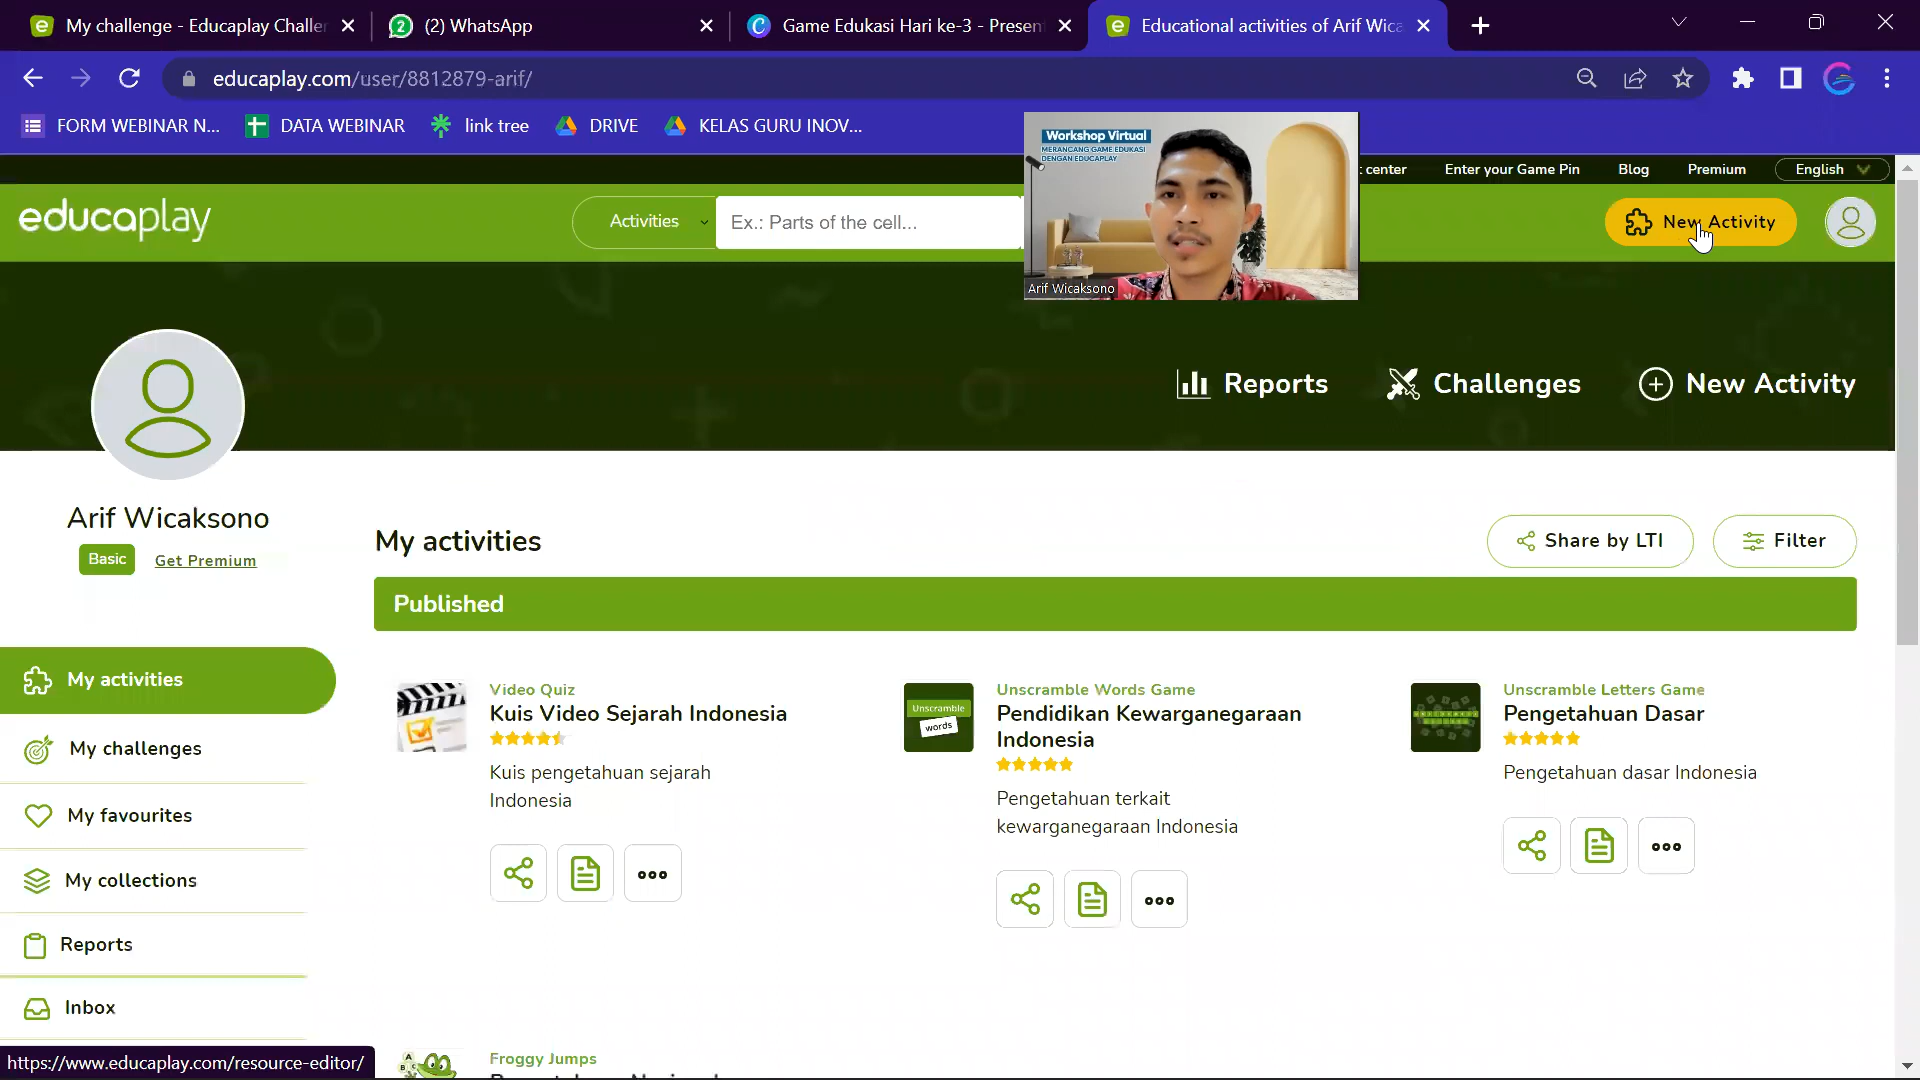 My challenge - Educaplay Challer
(2) WhatsApp
Game Edukasi Hari ke-3 - Presen
Educational activities of Arif Wica
educaplay.com/user/8812879-arif/
FORM WEBINAR N...
DATA WEBINAR
link tree
DRIVE
KELAS GURU INOV...
Workshop Virtual
MERANCANG GAME EDUKASI
DENGAN EDUCAPLAY
Arif Wicaksono
center
Enter your Game Pin
Blog
Premium
English
educaplay
Activities
Ex.: Parts of the cell...
New Activity
Reports
Challenges
New Activity
Arif Wicaksono
Basic
Get Premium
My activities
Share by LTI
Filter
Published
My activities
My challenges
My favourites
My collections
Reports
Inbox
Video Quiz
Kuis Video Sejarah Indonesia
Kuis pengetahuan sejarah
Indonesia
Unscramble
words
Unscramble Words Game
Pendidikan Kewarganegaraan
Indonesia
Pengetahuan terkait
kewarganegaraan Indonesia
Unscramble Letters Game
Pengetahuan Dasar
Pengetahuan dasar Indonesia
Froggy Jumps
https://www.educaplay.com/resource-editor/